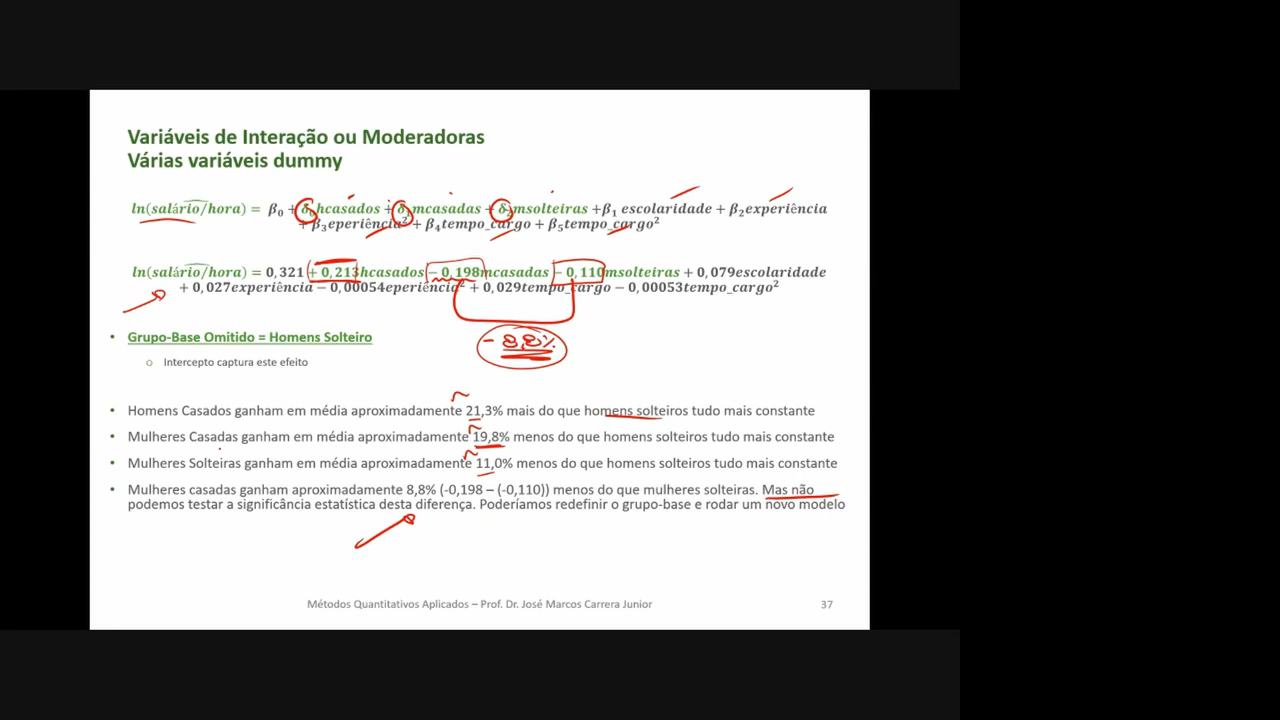 Variáveis de Interação ou Moderadoras
Várias variáveis dummy
ln(salário/hora) = β₀ + δ₀hcasados + δ₁mcasadas + δ₂msolteiras +β₁ escolaridade + β₂experiência
+ β₃eperiência² + β₄tempo_cargo + β₅tempo_cargo²
ln(salário/hora) = 0,321 + 0,213hcasados − 0,198mcasadas − 0,110msolteiras + 0,079escolaridade
+ 0,027experiência − 0,00054eperiência² + 0,029tempo_cargo − 0,00053tempo_cargo²
• Grupo-Base Omitido = Homens Solteiro
- 8,8%
o Intercepto captura este efeito
• Homens Casados ganham em média aproximadamente 21,3% mais do que homens solteiros tudo mais constante
• Mulheres Casadas ganham em média aproximadamente 19,8% menos do que homens solteiros tudo mais constante
• Mulheres Solteiras ganham em média aproximadamente 11,0% menos do que homens solteiros tudo mais constante
• Mulheres casadas ganham aproximadamente 8,8% (-0,198 – (-0,110)) menos do que mulheres solteiras. Mas não
podemos testar a significância estatística desta diferença. Poderíamos redefinir o grupo-base e rodar um novo modelo
Métodos Quantitativos Aplicados – Prof. Dr. José Marcos Carrera Junior 37